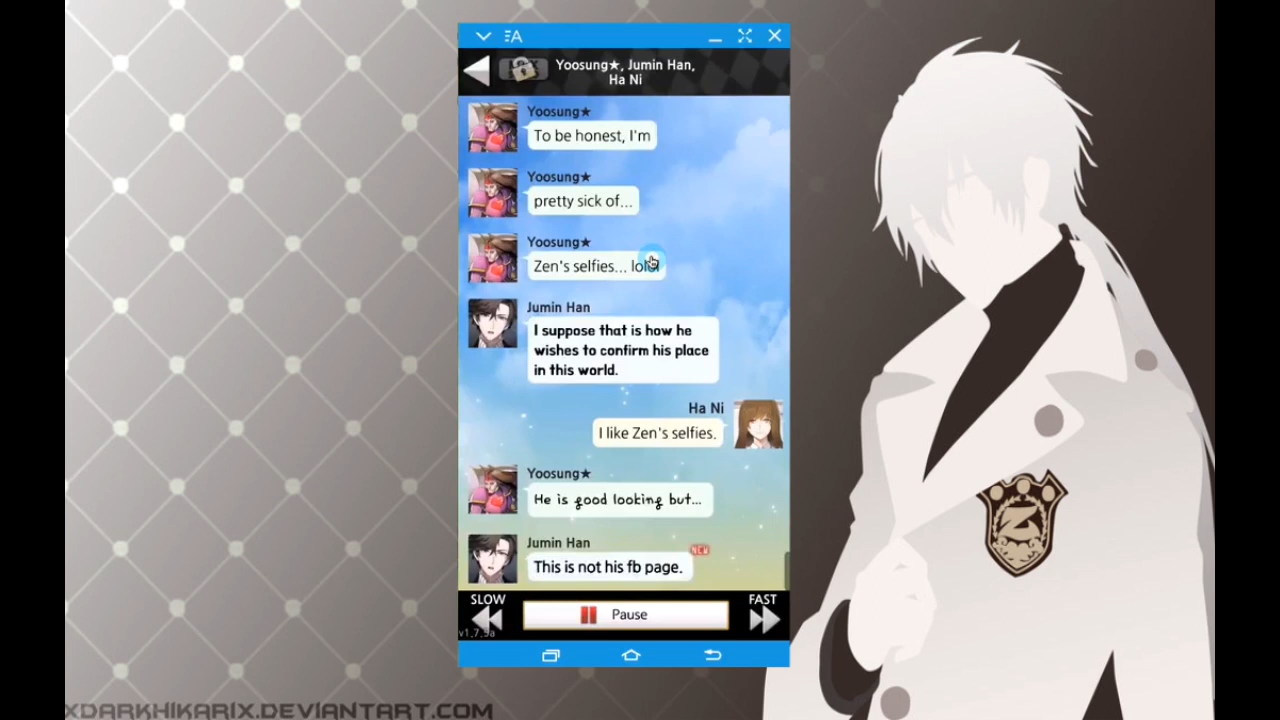 Yoosung★, Jumin Han,
Ha Ni
Yoosung★
To be honest, I'm
Yoosung★
pretty sick of...
Yoosung★
Zen's selfies...
Jumin Han
I suppose that is how he
wishes to confirm his place
in this world.
Ha Ni
I like Zen's selfies.
Yoosung★
He is good looking but...
Jumin Han
NEW
This is not his fb page.
SLOW
Pause
FAST
v1.7.3a
XDARKHIKARIX.DEVIANTART.COM
Z